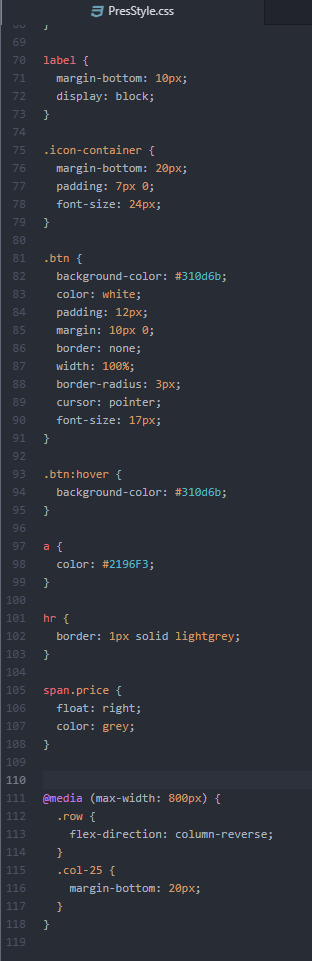 PresStyle.css
68 }
69
70 label {
71 margin-bottom: 10px;
72 display: block;
73 }
74
75 .icon-container {
76 margin-bottom: 20px;
77 padding: 7px 0;
78 font-size: 24px;
79 }
80
81 .btn {
82 background-color: #310d6b;
83 color: white;
84 padding: 12px;
85 margin: 10px 0;
86 border: none;
87 width: 100%;
88 border-radius: 3px;
89 cursor: pointer;
90 font-size: 17px;
91 }
92
93 .btn:hover {
94 background-color: #310d6b;
95 }
96
97 a {
98 color: #2196F3;
99 }
100
101 hr {
102 border: 1px solid lightgrey;
103 }
104
105 span.price {
106 float: right;
107 color: grey;
108 }
109
110
111 @media (max-width: 800px) {
112 .row {
113 flex-direction: column-reverse;
114 }
115 .col-25 {
116 margin-bottom: 20px;
117 }
118 }
119